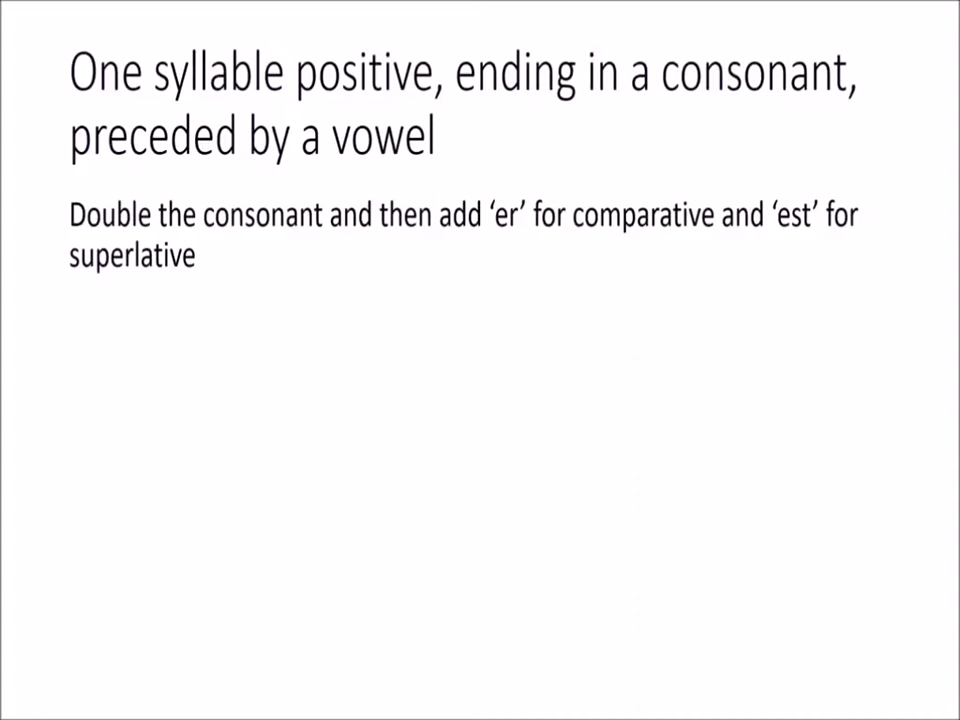 One syllable positive, ending in a consonant,
preceded by a vowel
Double the consonant and then add ‘er’ for comparative and ‘est’ for
superlative